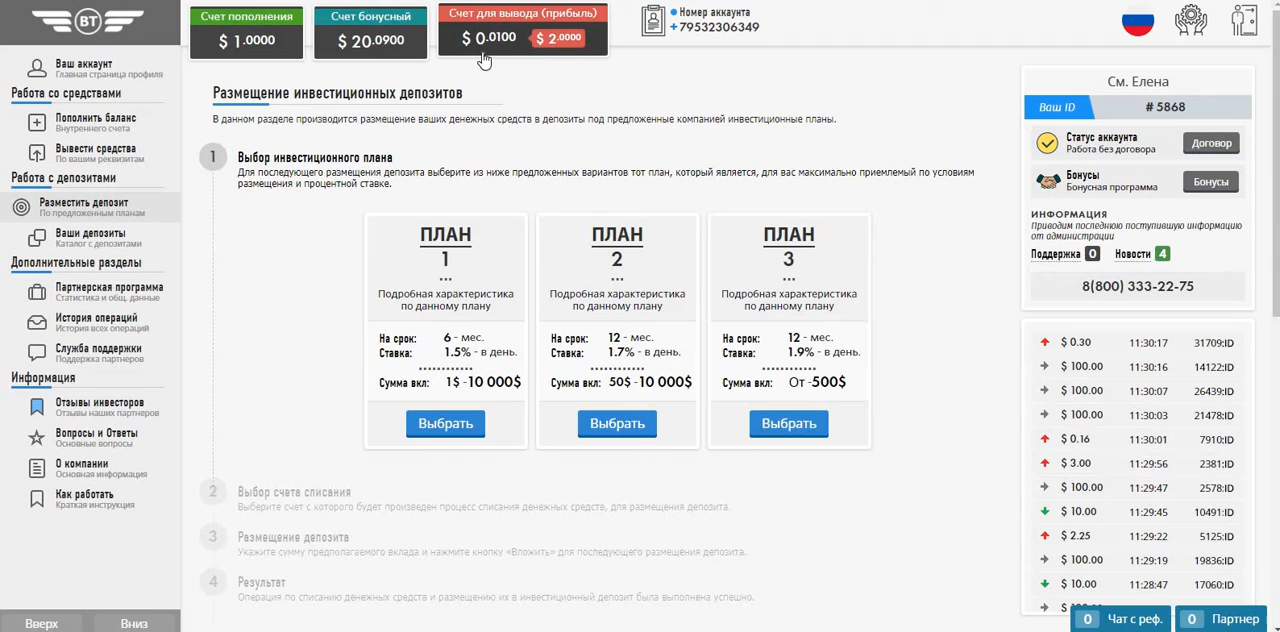 BT
Счет пополнения
$ 1.0000
Счет бонусный
$ 20.0900
Счет для вывода (прибыль)
$ 0.0100
$ 2.0000
Номер аккаунта
+79532306349
Ваш аккаунт
Главная страница профиля
Работа со средствами
Пополнить баланс
Внутреннего счета
Вывести средства
По вашим реквизитам
Работа с депозитами
Разместить депозит
По предложенным планам
Ваши депозиты
Каталог с депозитами
Дополнительные разделы
Партнерская программа
Статистика и общ. данные
История операций
История всех операций
Служба поддержки
Поддержка партнеров
Информация
Отзывы инвесторов
Отзывы наших партнеров
Вопросы и Ответы
Основные вопросы
О компании
Основная информация
Как работать
Краткая инструкция
Вверх
Вниз
Размещение инвестиционных депозитов
В данном разделе производится размещение ваших денежных средств в депозиты под предложенные компанией инвестиционные планы.
1
Выбор инвестиционного плана
Для последующего размещения депозита выберите из ниже предложенных вариантов тот план, который является, для вас максимально приемлемый по условиям
размещения и процентной ставке.
ПЛАН
1
...
Подробная характеристика
по данному плану
На срок: 6 - мес.
Ставка: 1.5% - в день.
Сумма вкл: 1$ -10 000$
Выбрать
ПЛАН
2
...
Подробная характеристика
по данному плану
На срок: 12 - мес.
Ставка: 1.7% - в день.
Сумма вкл: 50$ -10 000$
Выбрать
ПЛАН
3
...
Подробная характеристика
по данному плану
На срок: 12 - мес.
Ставка: 1.9% - в день.
Сумма вкл: От -500$
Выбрать
2
Выбор счета списания
Выберите счет с которого будет произведен процесс списания денежных средств, для размещения депозита.
3
Размещение депозита
Укажите сумму предполагаемого вклада и нажмите кнопку «Вложить» для последующего размещения депозита.
4
Результат
Операция по списанию денежных средств и размещению их в инвестиционный депозит была выполнена успешно.
См. Елена
Ваш ID # 5868
Статус аккаунта
Работа без договора
Договор
Бонусы
Бонусная программа
Бонусы
ИНФОРМАЦИЯ
Приводим последнюю поступившую информацию
от администрации
Поддержка 0 Новости 4
8(800) 333-22-75
$ 0.30 11:30:17 31709:ID
$ 100.00 11:30:16 14122:ID
$ 100.00 11:30:07 26439:ID
$ 100.00 11:30:03 21478:ID
$ 0.16 11:30:01 7910:ID
$ 3.00 11:29:56 2381:ID
$ 100.00 11:29:47 2578:ID
$ 10.00 11:29:45 10491:ID
$ 2.25 11:29:22 5125:ID
$ 100.00 11:29:19 19836:ID
$ 10.00 11:28:47 17060:ID
0 Чат с реф.
0 Партнер